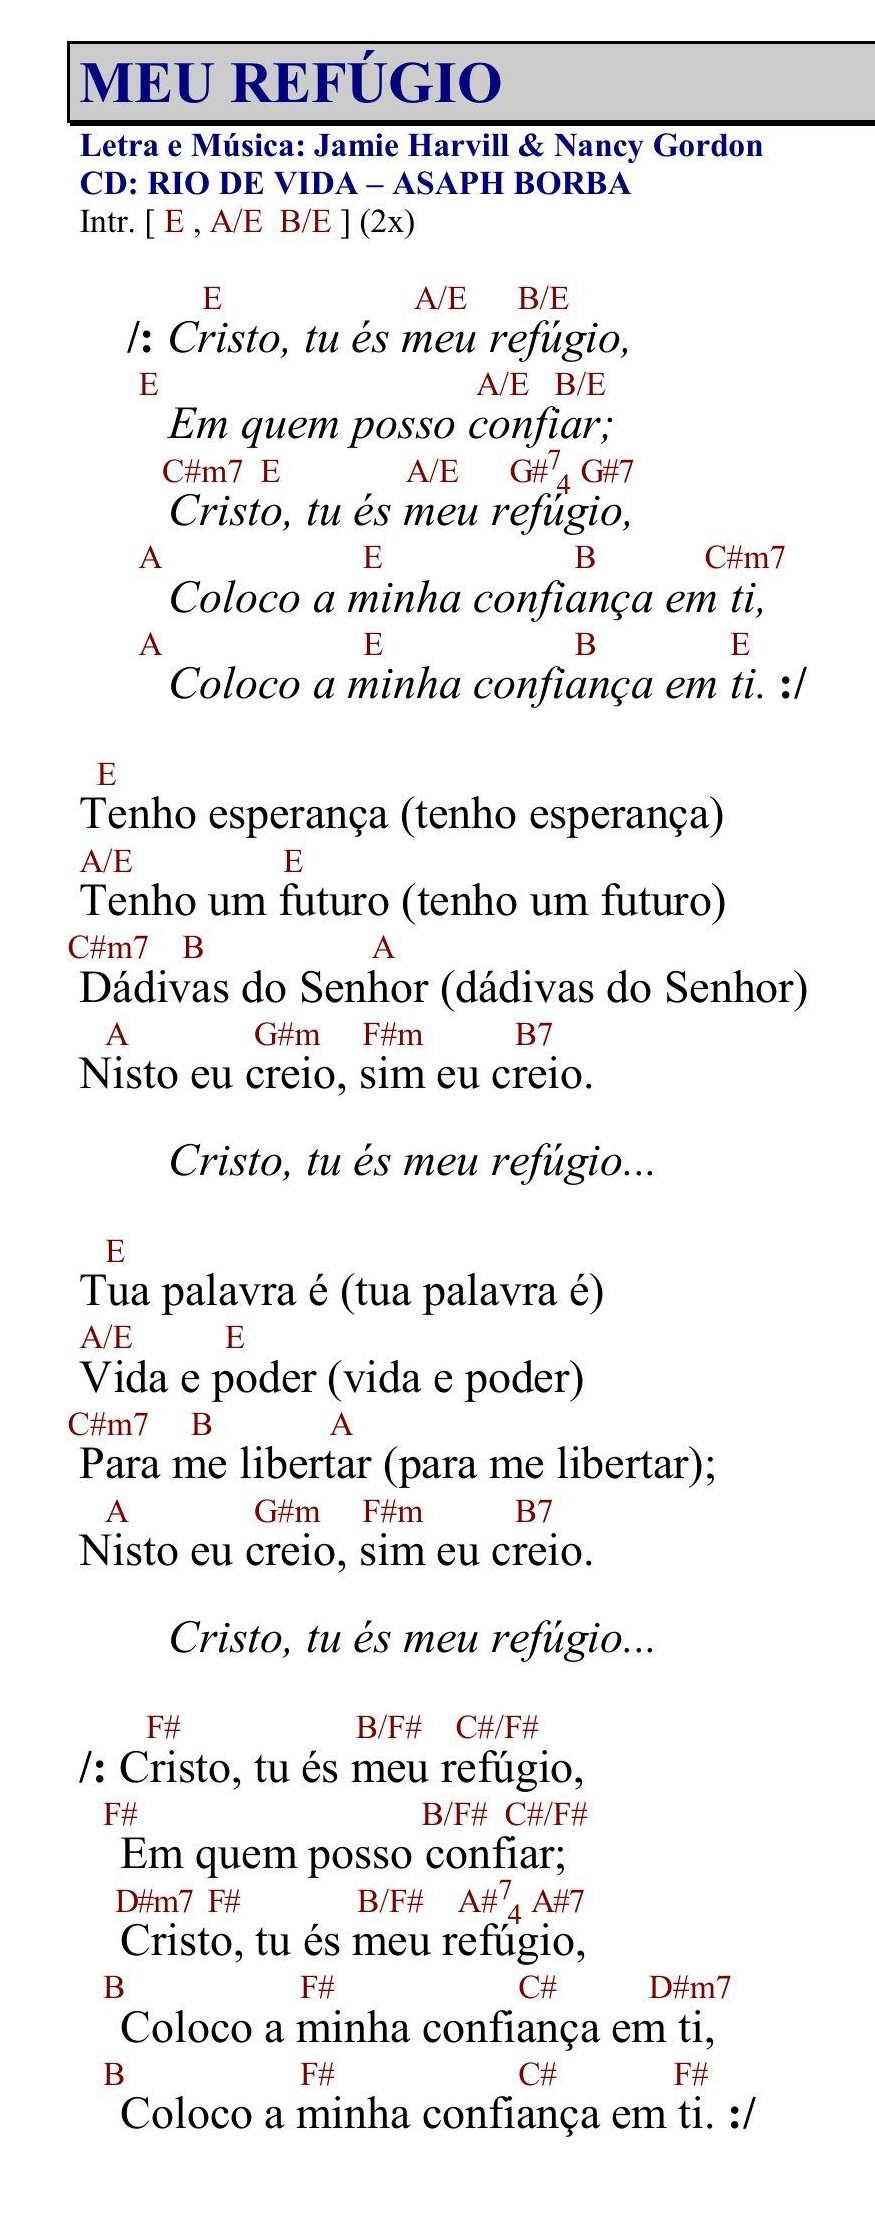 MEU REFÚGIO
Letra e Música: Jamie Harvill & Nancy Gordon
CD: RIO DE VIDA – ASAPH BORBA
Intr. [ E , A/E B/E ] (2x)
E A/E B/E
/: Cristo, tu és meu refúgio,
E A/E B/E
Em quem posso confiar;
C#m7 E A/E G#7 4 G#7
Cristo, tu és meu refúgio,
A E B C#m7
Coloco a minha confiança em ti,
A E B E
Coloco a minha confiança em ti. :/
E
Tenho esperança (tenho esperança)
A/E E
Tenho um futuro (tenho um futuro)
C#m7 B A
Dádivas do Senhor (dádivas do Senhor)
A G#m F#m B7
Nisto eu creio, sim eu creio.
Cristo, tu és meu refúgio...
E
Tua palavra é (tua palavra é)
A/E E
Vida e poder (vida e poder)
C#m7 B A
Para me libertar (para me libertar);
A G#m F#m B7
Nisto eu creio, sim eu creio.
Cristo, tu és meu refúgio...
F# B/F# C#/F#
/: Cristo, tu és meu refúgio,
F# B/F# C#/F#
Em quem posso confiar;
D#m7 F# B/F# A#7 4 A#7
Cristo, tu és meu refúgio,
B F# C# D#m7
Coloco a minha confiança em ti,
B F# C# F#
Coloco a minha confiança em ti. :/